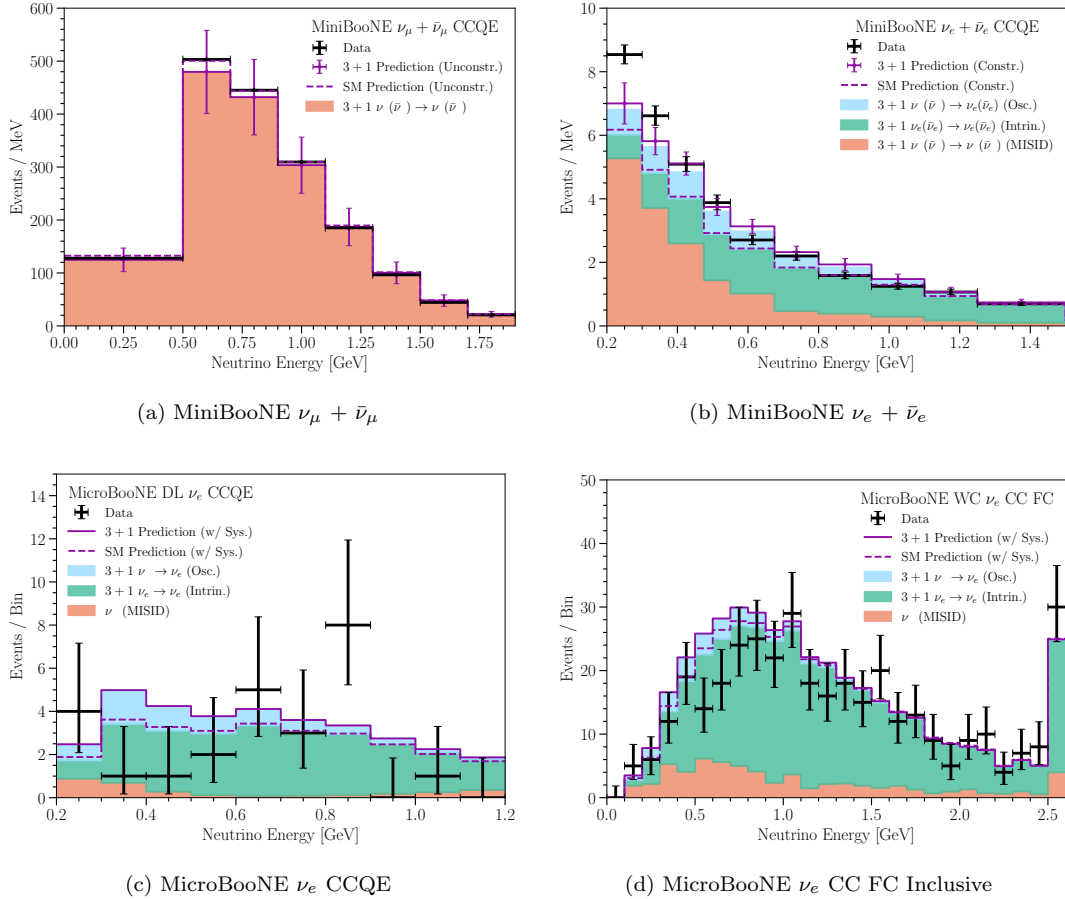 MiniBooNE νμ + ν̄μ CCQE
Data
3 + 1 Prediction (Unconstr.)
SM Prediction (Unconstr.)
3 + 1 ν (ν̄ ) → ν (ν̄ )
Events / MeV
600
500
400
300
200
100
0
0.00 0.25 0.50 0.75 1.00 1.25 1.50 1.75
Neutrino Energy [GeV]
(a) MiniBooNE νμ + ν̄μ
MiniBooNE νe + ν̄e CCQE
Data
3 + 1 Prediction (Constr.)
SM Prediction (Constr.)
3 + 1 ν (ν̄ ) → νe(ν̄e) (Osc.)
3 + 1 νe(ν̄e) → νe(ν̄e) (Intrin.)
3 + 1 ν (ν̄ ) → ν (ν̄ ) (MISID)
Events / MeV
10
8
6
4
2
0
0.2 0.4 0.6 0.8 1.0 1.2 1.4
Neutrino Energy [GeV]
(b) MiniBooNE νe + ν̄e
MicroBooNE DL νe CCQE
Data
3 + 1 Prediction (w/ Sys.)
SM Prediction (w/ Sys.)
3 + 1 ν → νe (Osc.)
3 + 1 νe → νe (Intrin.)
ν (MISID)
Events / Bin
14
12
10
8
6
4
2
0
0.2 0.4 0.6 0.8 1.0 1.2
Neutrino Energy [GeV]
(c) MicroBooNE νe CCQE
MicroBooNE WC νe CC FC
Data
3 + 1 Prediction (w/ Sys.)
SM Prediction (w/ Sys.)
3 + 1 ν → νe (Osc.)
3 + 1 νe → νe (Intrin.)
ν (MISID)
Events / Bin
50
40
30
20
10
0
0.0 0.5 1.0 1.5 2.0 2.5
Neutrino Energy [GeV]
(d) MicroBooNE νe CC FC Inclusive